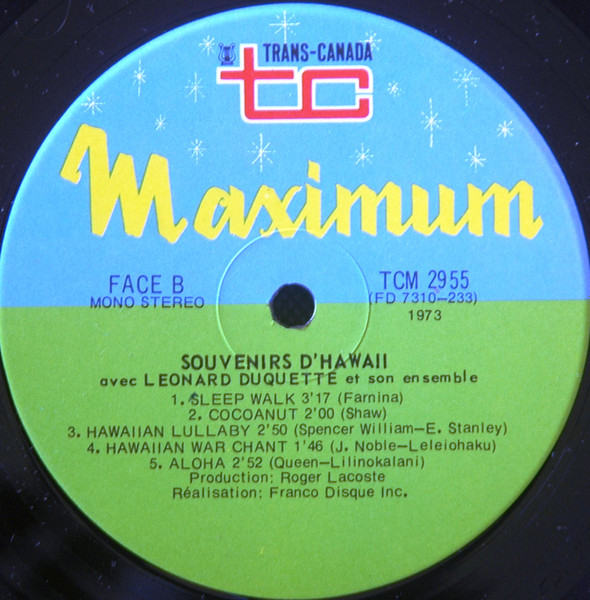 TRANS-CANADA
tc
Maximum
FACE B
MONO STEREO
TCM 2955
(FD 7310-233)
1973
SOUVENIRS D'HAWAII
avec LEONARD DUQUETTE et son ensemble
1. SLEEP WALK 3'17 (Farnina)
2. COCOANUT 2'00 (Shaw)
3. HAWAIIAN LULLABY 2'50 (Spencer William-E. Stanley)
4. HAWAIIAN WAR CHANT 1'46 (J. Noble-Leleiohaku)
5. ALOHA 2'52 (Queen-Lilinokalani)
Production: Roger Lacoste
Réalisation: Franco Disque Inc.